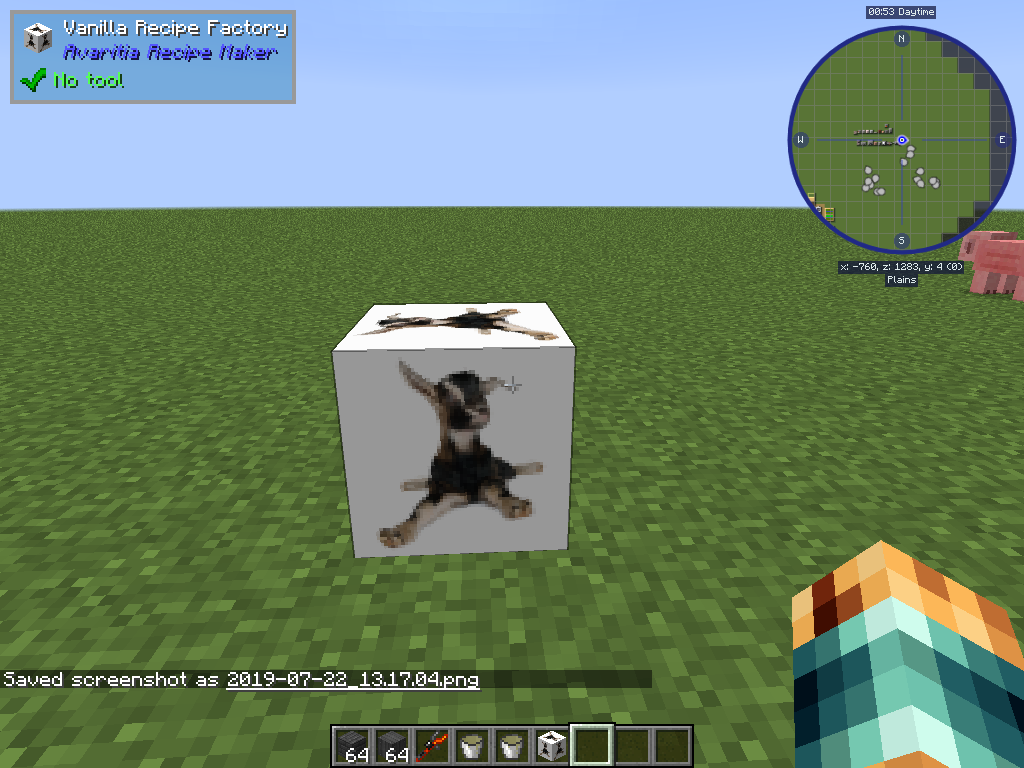 Vanilla Recipe Factory
Avaritia Recipe Maker
No tool
00:53 Daytime
N
W
E
S
x: -760, z: 1283, y: 4 (0)
Plains
Saved screenshot as 2019-07-22_13.17.04.png
64 64